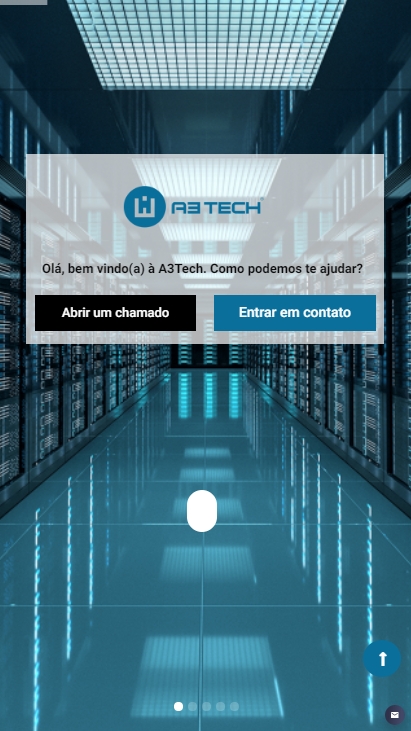 A3TECH
Olá, bem vindo(a) à A3Tech. Como podemos te ajudar?
Abrir um chamado
Entrar em contato